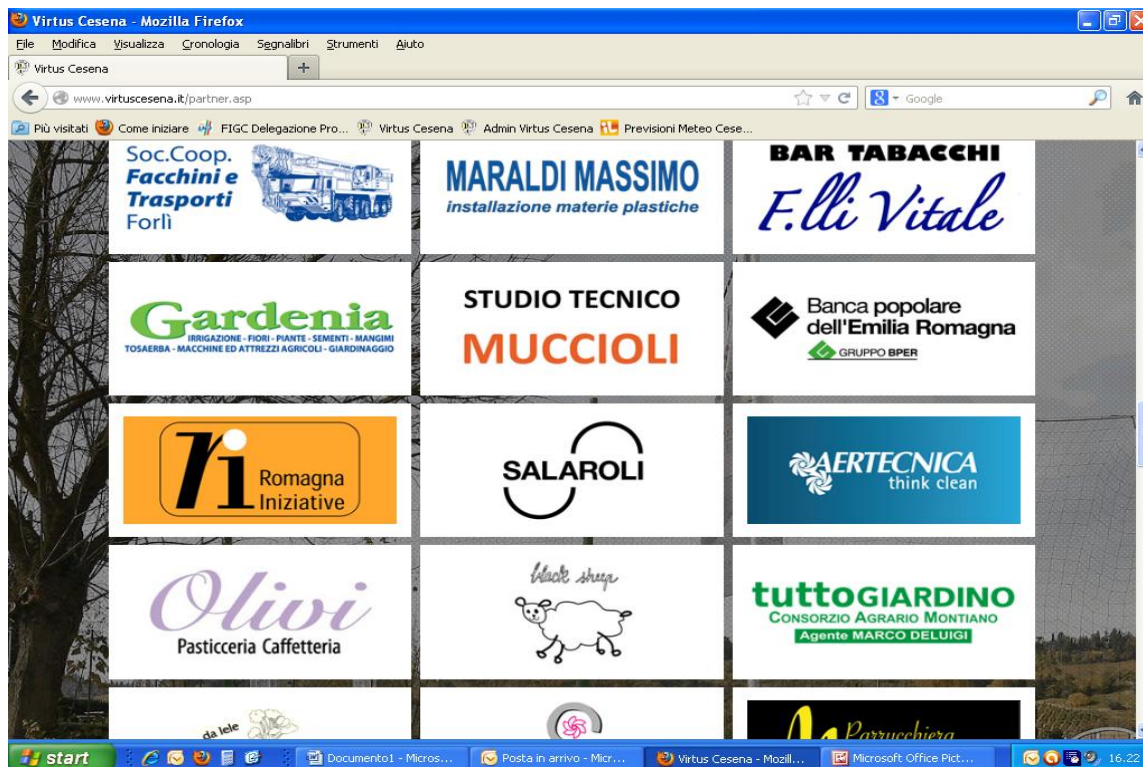 Virtus Cesena - Mozilla Firefox
File Modifica Visualizza Cronologia Segnalibri Strumenti Aiuto
Virtus Cesena
www.virtuscesena.it/partner.asp
Google
Più visitati Come iniziare FIGC Delegazione Pro... Virtus Cesena Admin Virtus Cesena Previsioni Meteo Cese...
Soc.Coop.
Facchini e
Trasporti
Forlì
MARALDI MASSIMO
installazione materie plastiche
BAR TABACCHI
F.lli Vitale
Gardenia
IRRIGAZIONE - FIORI - PIANTE - SEMENTI - MANGIMI
TOSAERBA - MACCHINE ED ATTREZZI AGRICOLI - GIARDINAGGIO
STUDIO TECNICO
MUCCIOLI
Banca popolare
dell'Emilia Romagna
GRUPPO BPER
ri
Romagna
Iniziative
SALAROLI
AERTECNICA
think clean
Olivi
Pasticceria Caffetteria
black sheep
tuttoGIARDINO
CONSORZIO AGRARIO MONTIANO
Agente MARCO DELUIGI
da lele
Parrucchiera
start
Documento1 - Micros...
Posta in arrivo - Micr...
Virtus Cesena - Mozill...
Microsoft Office Pict...
16.22